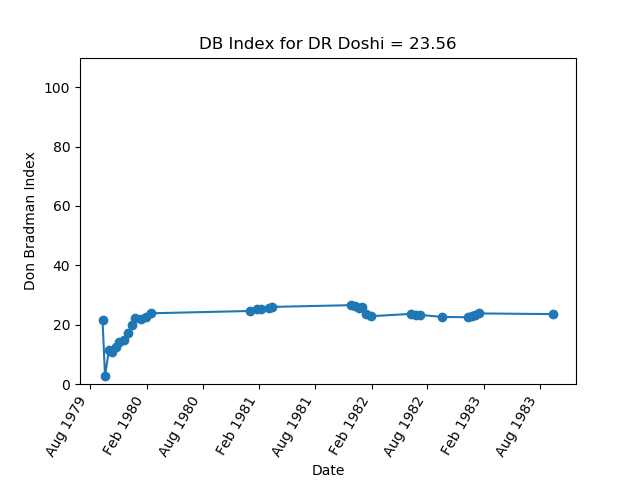 DB Index for DR Doshi = 23.56
Don Bradman Index
100
80
60
40
20
0
Aug 1979
Feb 1980
Aug 1980
Feb 1981
Aug 1981
Feb 1982
Aug 1982
Feb 1983
Aug 1983
Date